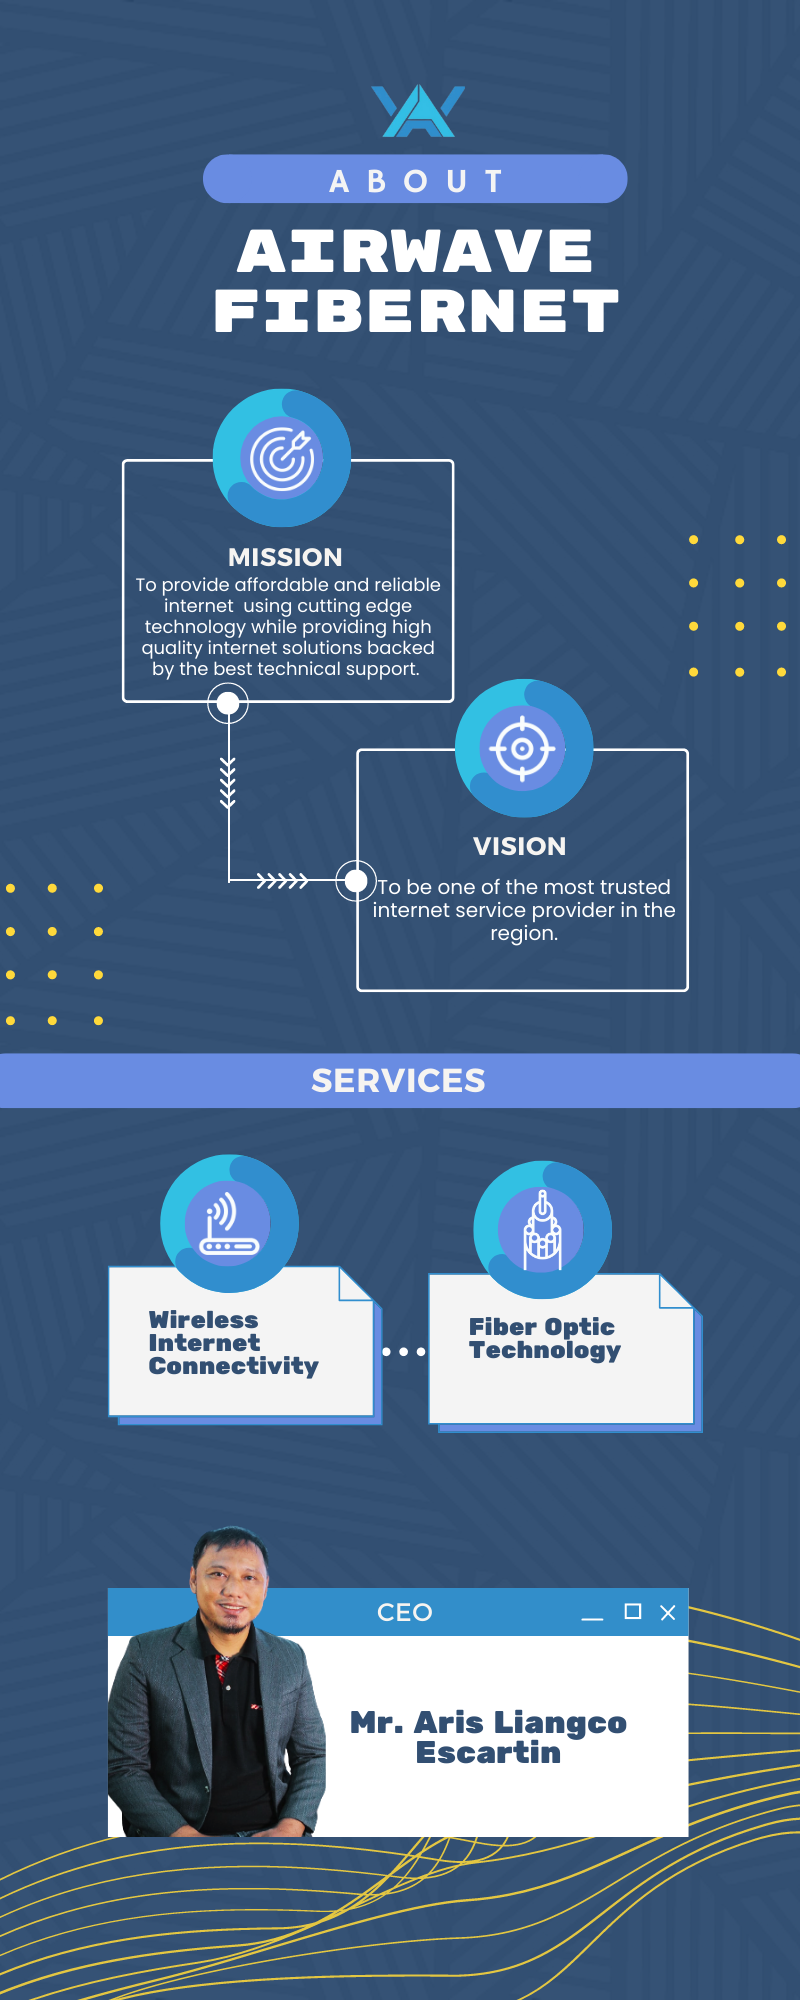 ABOUT
AIRWAVE
FIBERNET
MISSION
To provide affordable and reliable
internet using cutting edge
technology while providing high
quality internet solutions backed
by the best technical support.
VISION
To be one of the most trusted
internet service provider in the
region.
SERVICES
Wireless
Internet
Connectivity
Fiber Optic
Technology
CEO
Mr. Aris Liangco
Escartin